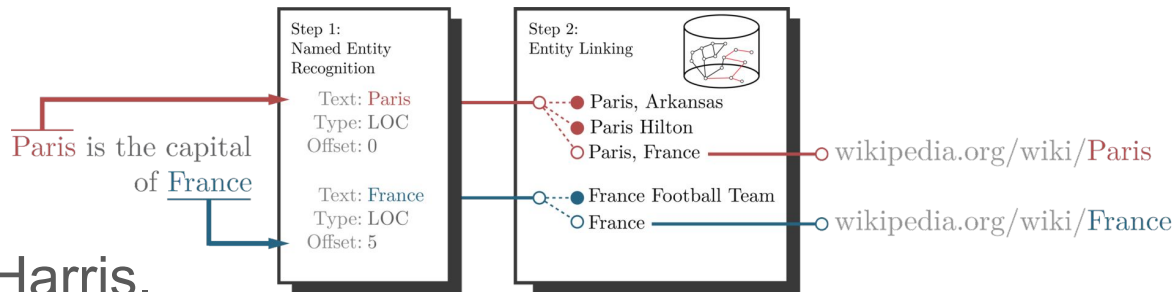 Paris is the capital
of France
Step 1:
Named Entity
Recognition
Text: Paris
Type: LOC
Offset: 0
Text: France
Type: LOC
Offset: 5
Step 2:
Entity Linking
Paris, Arkansas
Paris Hilton
Paris, France
France Football Team
France
wikipedia.org/wiki/Paris
wikipedia.org/wiki/France
Harris.